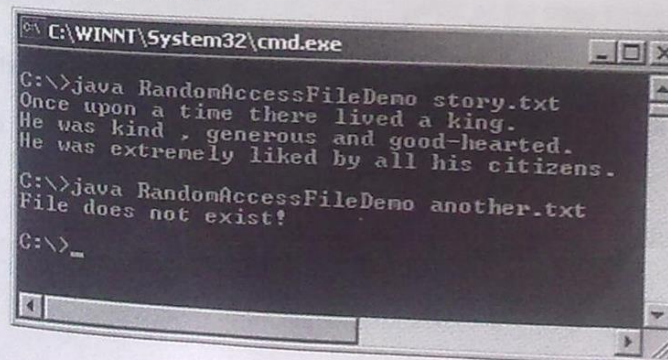 C:\WINNT\System32\cmd.exe
C:\>java RandomAccessFileDemo story.txt
Once upon a time there lived a king.
He was kind , generous and good-hearted.
He was extremely liked by all his citizens.
C:\>java RandomAccessFileDemo another.txt
File does not exist!
C:\>_